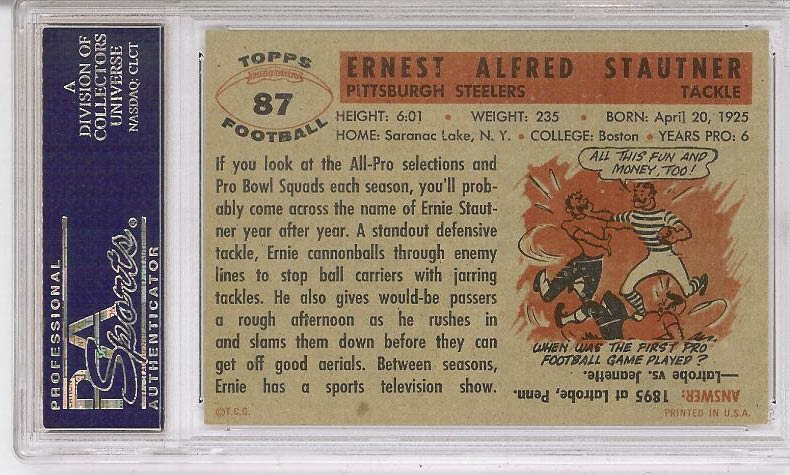 A
DIVISION OF
COLLECTORS
UNIVERSE
NASDAQ: CLCT
PROFESSIONAL
PSA
Sports
AUTHENTICATOR
TOPPS
87
FOOTBALL
ERNEST ALFRED STAUTNER
PITTSBURGH STEELERS TACKLE
HEIGHT: 6:01 • WEIGHT: 235 • BORN: April 20, 1925
HOME: Saranac Lake, N. Y. • COLLEGE: Boston • YEARS PRO: 6
If you look at the All-Pro selections and
Pro Bowl Squads each season, you'll prob-
ably come across the name of Ernie Staut-
ner year after year. A standout defensive
tackle, Ernie cannonballs through enemy
lines to stop ball carriers with jarring
tackles. He also gives would-be passers
a rough afternoon as he rushes in
and slams them down before they can
get off good aerials. Between seasons,
Ernie has a sports television show.
ALL THIS FUN AND
MONEY, TOO!
WHEN WAS THE FIRST PRO
FOOTBALL GAME PLAYED?
ANSWER: 1895 at Latrobe, Penn.
—Latrobe vs. Jeanette.
©T.C.G.
PRINTED IN U.S.A.